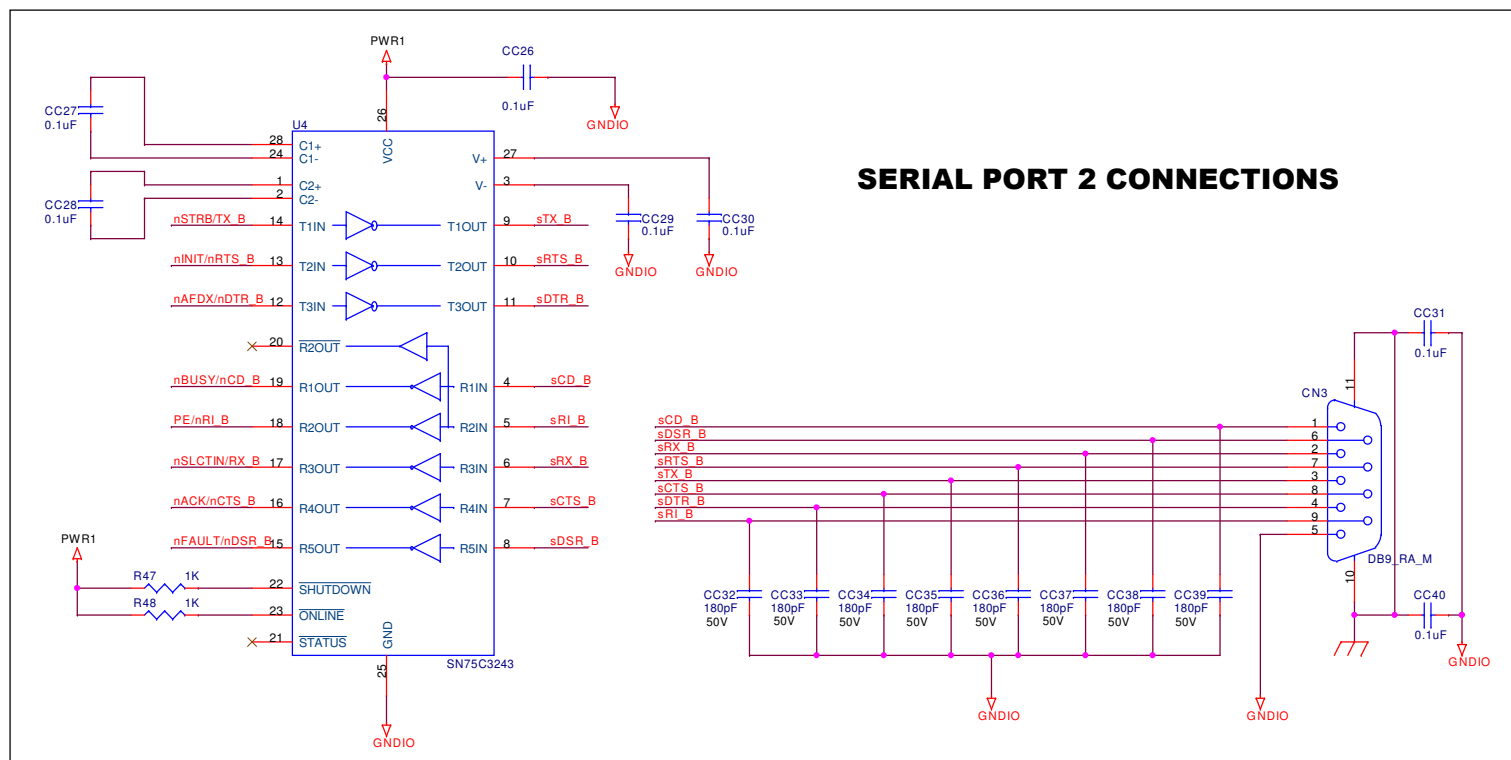 SERIAL PORT 2 CONNECTIONS
PWR1
CC26
0.1uF
GNDIO
CC27
0.1uF
CC28
0.1uF
U4
26
VCC
28 C1+
24 C1-
1 C2+
2 C2-
27 V+
3 V-
CC29
0.1uF
GNDIO
CC30
0.1uF
GNDIO
nSTRB/TX_B 14 T1IN T1OUT 9 sTX_B
nINIT/nRTS_B 13 T2IN T2OUT 10 sRTS_B
nAFDX/nDTR_B 12 T3IN T3OUT 11 sDTR_B
20 R2OUT
nBUSY/nCD_B 19 R1OUT R1IN 4 sCD_B
PE/nRI_B 18 R2OUT R2IN 5 sRI_B
nSLCTIN/RX_B 17 R3OUT R3IN 6 sRX_B
nACK/nCTS_B 16 R4OUT R4IN 7 sCTS_B
nFAULT/nDSR_B 15 R5OUT R5IN 8 sDSR_B
PWR1
R47 1K 22 SHUTDOWN
R48 1K 23 ONLINE
21 STATUS
GND
25
SN75C3243
GNDIO
CC31
0.1uF
11
CN3
sCD_B 1
sDSR_B 6
sRX_B 2
sRTS_B 7
sTX_B 3
sCTS_B 8
sDTR_B 4
sRI_B 9
5
DB9_RA_M
10
CC40
0.1uF
GNDIO
CC32
180pF
50V
CC33
180pF
50V
CC34
180pF
50V
CC35
180pF
50V
CC36
180pF
50V
CC37
180pF
50V
CC38
180pF
50V
CC39
180pF
50V
GNDIO
GNDIO